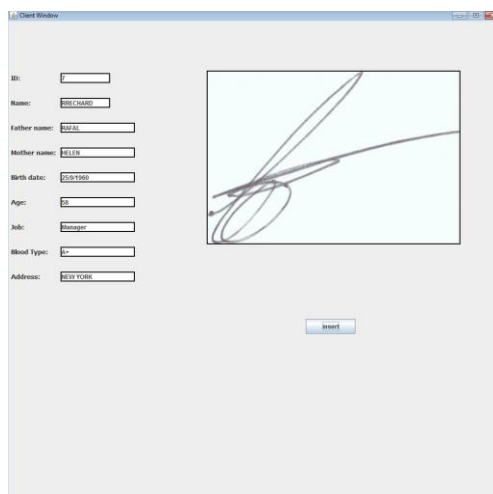 Client Window
ID: 7
Name: RRECHARD
Father name: RAFAL
Mother name: HELEN
Birth date: 25/9/1960
Age: 58
Job: Manager
Blood Type: A+
Address: NEW YORK
insert